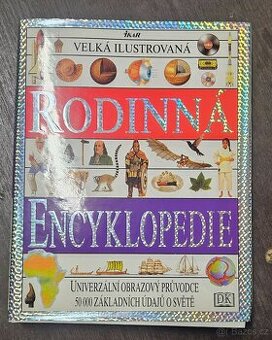 IKAR
VELKÁ ILUSTROVANÁ
RODINNÁ
ENCYKLOPEDIE
UNIVERZÁLNÍ OBRAZOVÝ PRŮVODCE
50 000 ZÁKLADNÍCH ÚDAJŮ O SVĚTĚ
DK